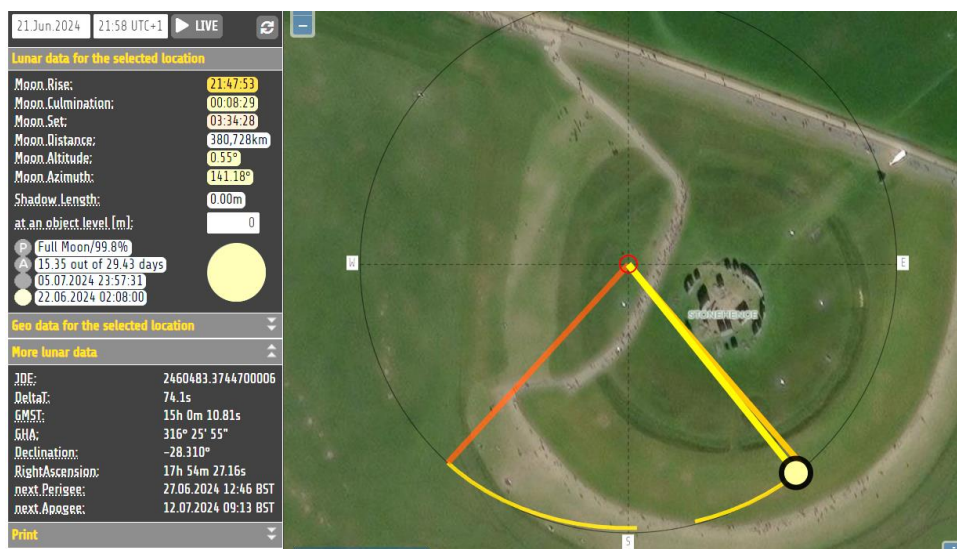 21.Jun.2024 21:58 UTC+1 LIVE
Lunar data for the selected location
Moon Rise: 21:47:53
Moon Culmination: 00:08:29
Moon Set: 03:34:28
Moon Distance: 380,728km
Moon Altitude: 0.55°
Moon Azimuth: 141.18°
Shadow Length: 0.00m
at an object level [m]: 0
P Full Moon/99.8%
A 15.35 out of 29.43 days
05.07.2024 23:57:31
22.06.2024 02:08:00
Geo data for the selected location
More lunar data
JDE: 2460483.3744700006
DeltaT: 74.1s
GMST: 15h 0m 10.81s
GHA: 316° 25' 55"
Declination: -28.310°
RightAscension: 17h 54m 27.16s
next Perigee: 27.06.2024 12:46 BST
next Apogee: 12.07.2024 09:13 BST
Print
−
W
E
STONEHENGE
S